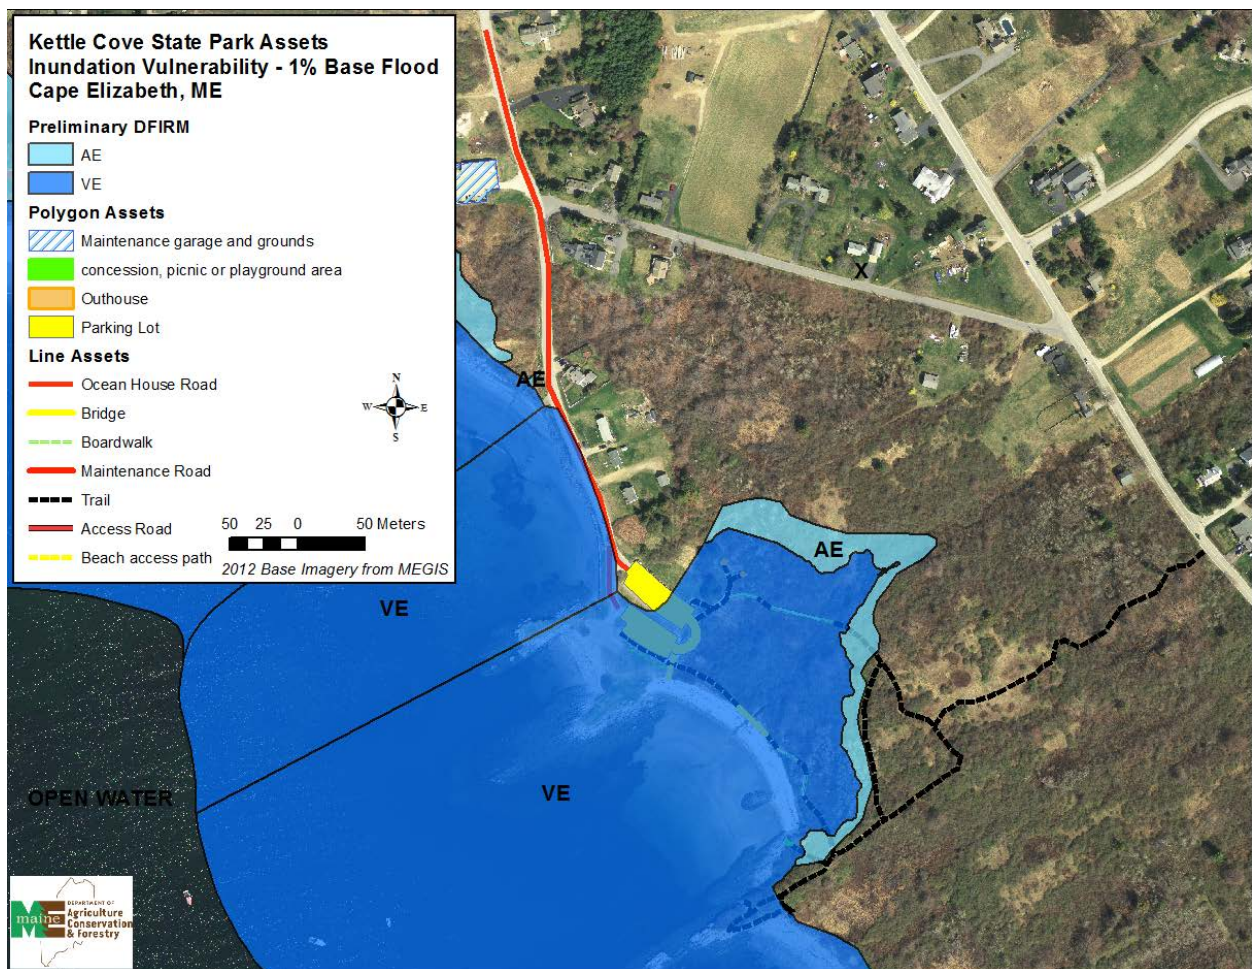 Kettle Cove State Park Assets
Inundation Vulnerability - 1% Base Flood
Cape Elizabeth, ME
Preliminary DFIRM
AE
VE
Polygon Assets
Maintenance garage and grounds
concession, picnic or playground area
Outhouse
Parking Lot
Line Assets
Ocean House Road
Bridge
Boardwalk
Maintenance Road
Trail
Access Road
Beach access path
N
W E
S
50 25 0 50 Meters
2012 Base Imagery from MEGIS
X
AE
AE
VE
VE
OPEN WATER
maine
DEPARTMENT OF
Agriculture
Conservation
& Forestry